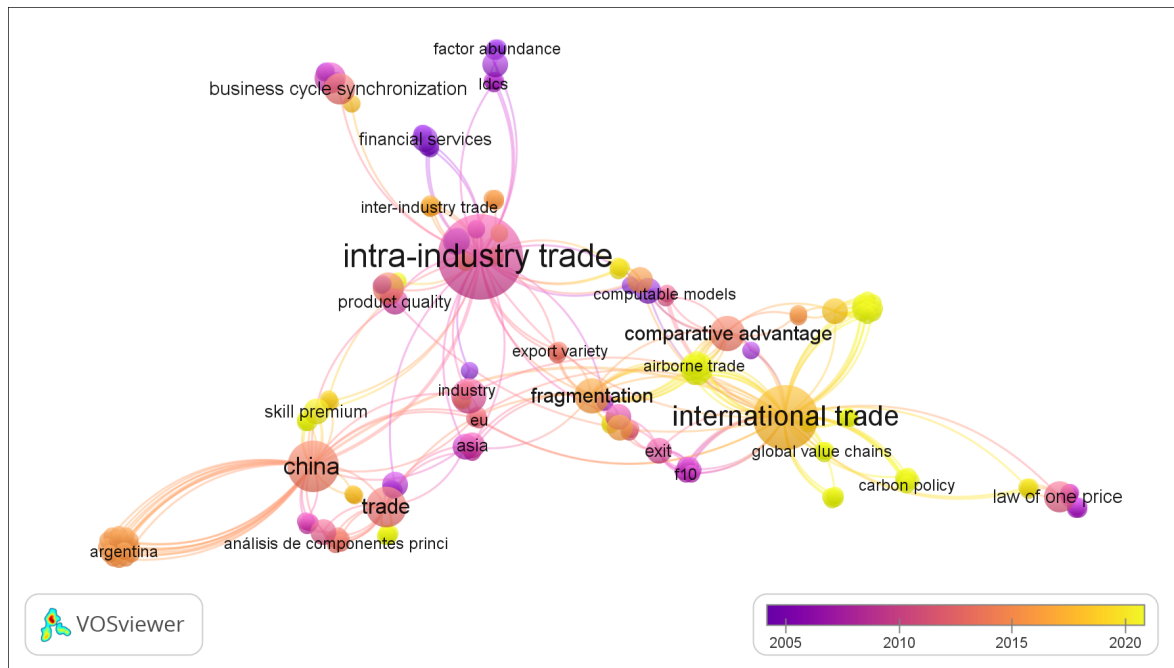 factor abundance
business cycle synchronization
ldcs
financial services
inter-industry trade
intra-industry trade
product quality
computable models
comparative advantage
export variety
airborne trade
industry
fragmentation
skill premium
eu
international trade
asia
exit
global value chains
china
f10
carbon policy
law of one price
trade
argentina
análisis de componentes princi
VOSviewer
2005
2010
2015
2020